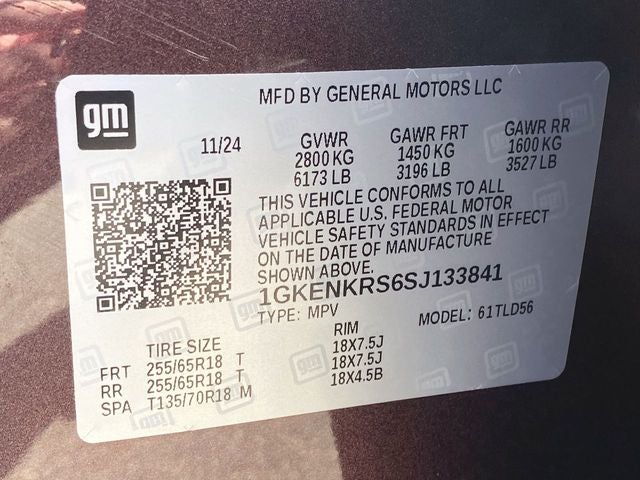 gm
MFD BY GENERAL MOTORS LLC
11/24
GVWR GAWR FRT GAWR RR
2800 KG 1450 KG 1600 KG
6173 LB 3196 LB 3527 LB
THIS VEHICLE CONFORMS TO ALL
APPLICABLE U.S. FEDERAL MOTOR
VEHICLE SAFETY STANDARDS IN EFFECT
ON THE DATE OF MANUFACTURE
SHOWN ABOVE.
1GKENKRS6SJ133841
TYPE: MPV MODEL: 61TLD56
TIRE SIZE RIM
FRT 255/65R18 T 18X7.5J
RR 255/65R18 T 18X7.5J
SPA T135/70R18 M 18X4.5B